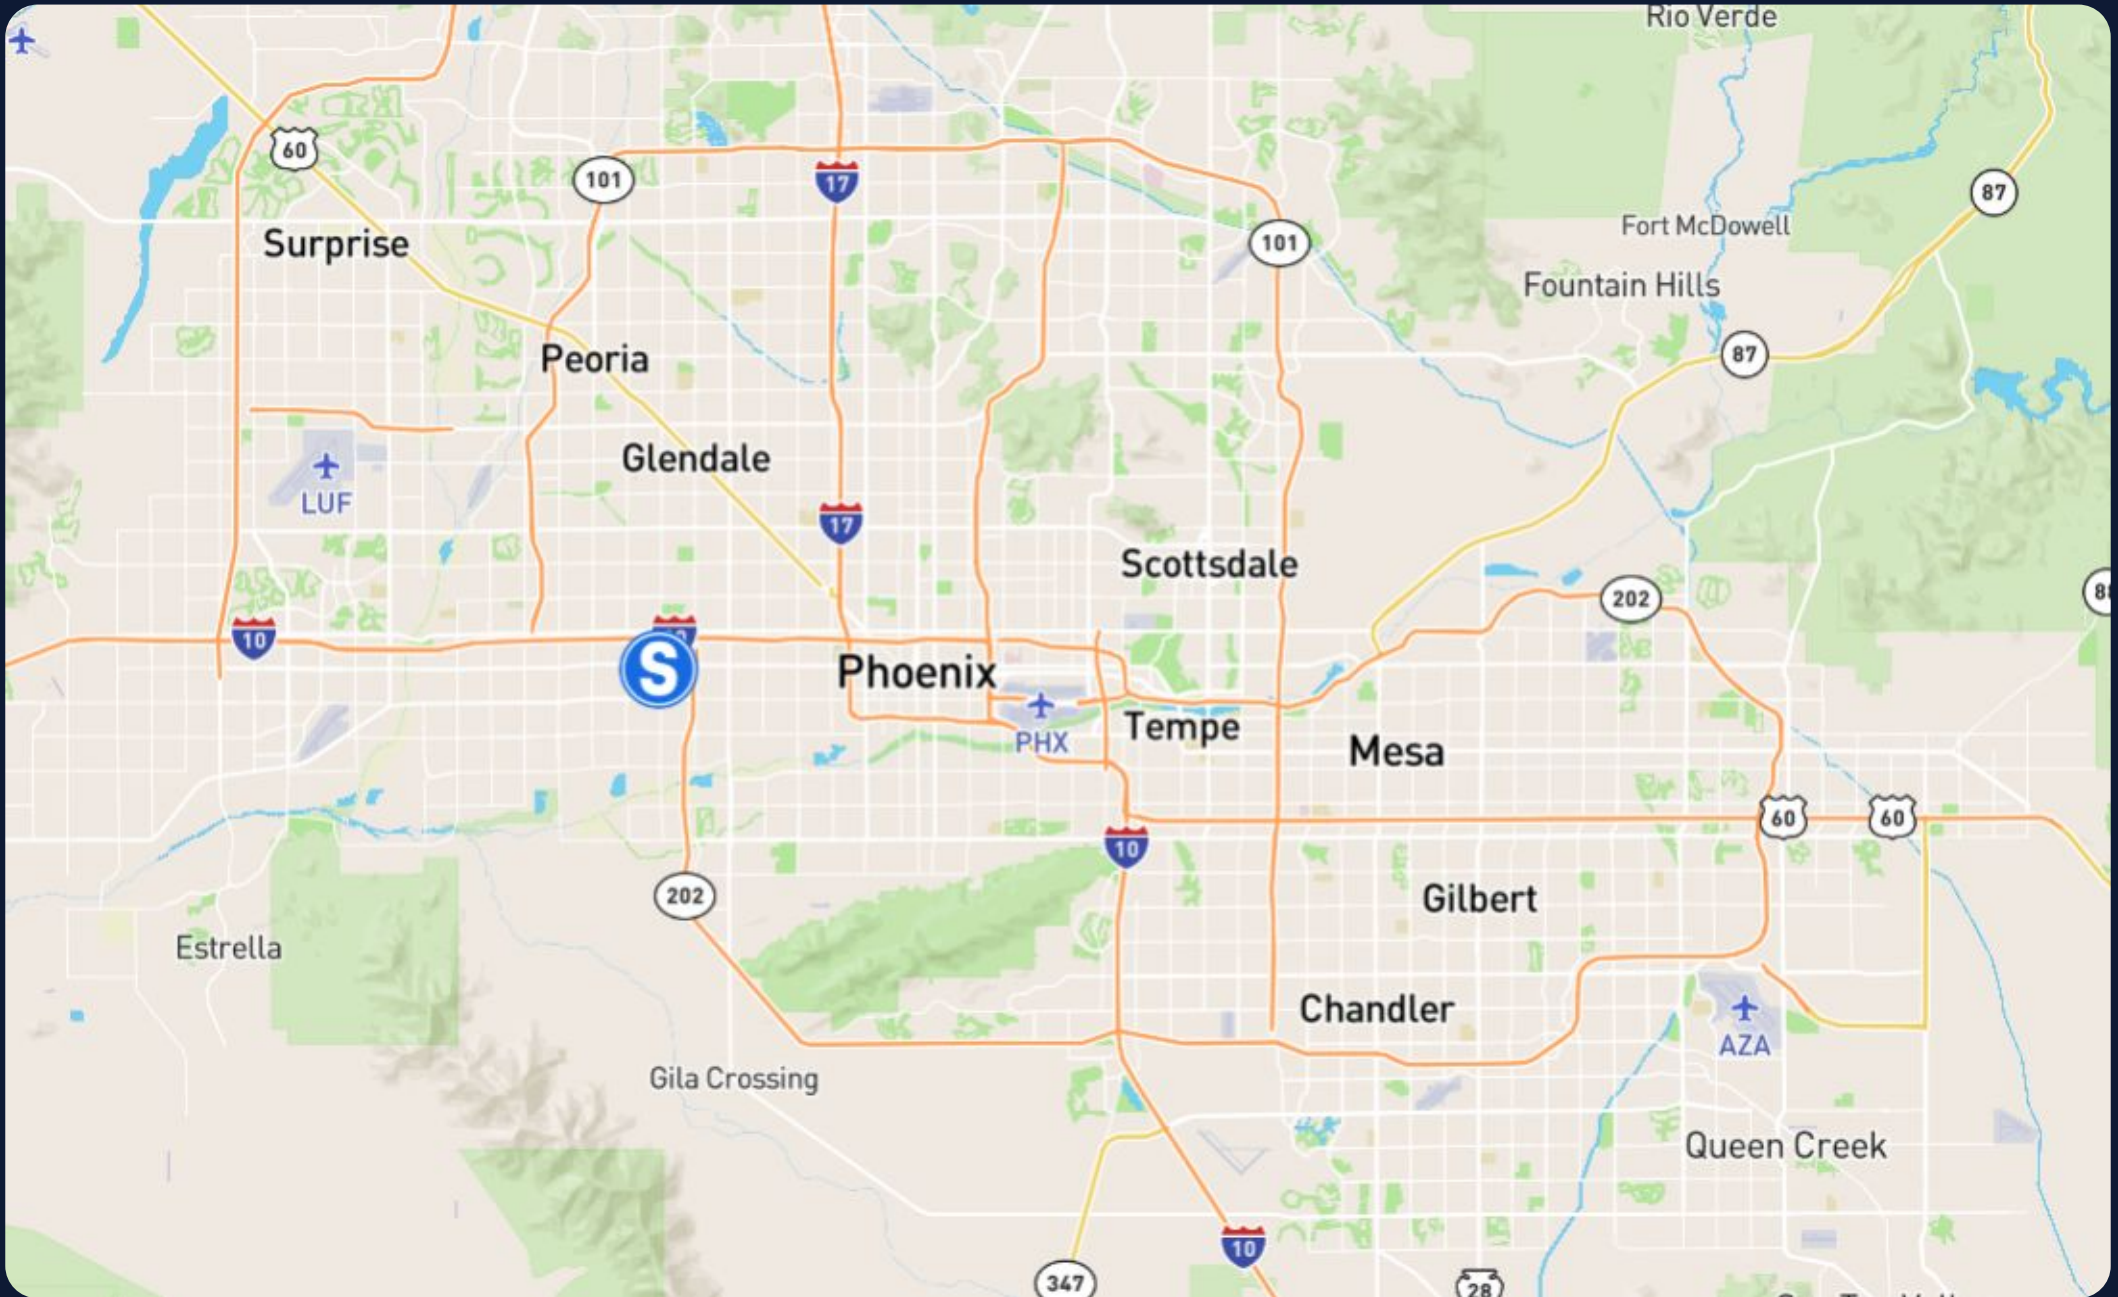 Rio Verde
60
101
17
87
Fort McDowell
101
Surprise
Fountain Hills
87
Peoria
Glendale
LUF
17
Scottsdale
202
10
S
Phoenix
PHX
Tempe
Mesa
60
60
10
202
Gilbert
Estrella
Chandler
AZA
Gila Crossing
Queen Creek
10
347
28